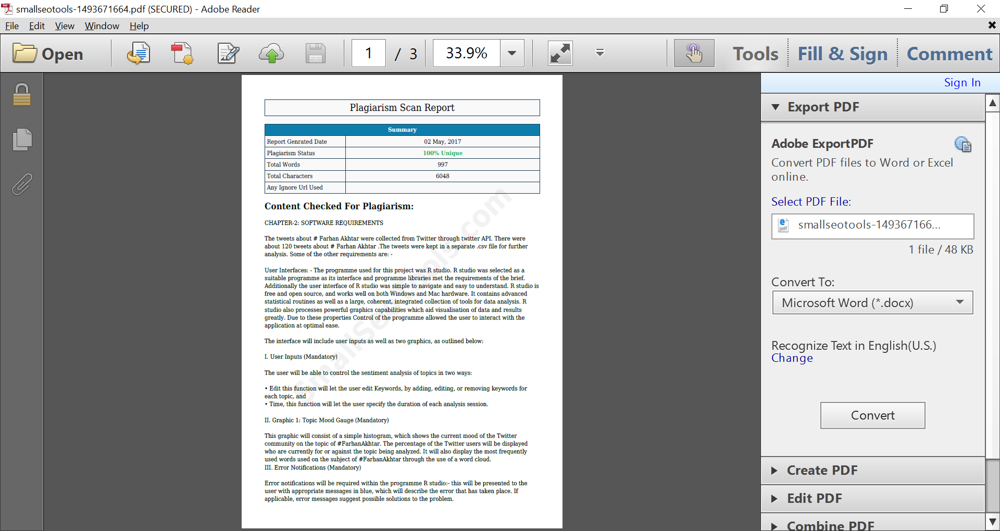 smallseotools-1493671664.pdf (SECURED) - Adobe Reader
File Edit View Window Help
Open
1 / 3
33.9%
Tools
Fill & Sign
Comment
Sign In
Plagiarism Scan Report
Summary
Report Genrated Date 02 May, 2017
Plagiarism Status 100% Unique
Total Words 997
Total Characters 6048
Any Ignore Url Used
Content Checked For Plagiarism:
CHAPTER-2: SOFTWARE REQUIREMENTS
The tweets about # Farhan Akhtar were collected from Twitter through twitter API. There were
about 120 tweets about # Farhan Akhtar .The tweets were kept in a separate .csv file for further
analysis. Some of the other requirements are: -
User Interfaces: - The programme used for this project was R studio. R studio was selected as a
suitable programme as its interface and programme libraries met the requirements of the brief.
Additionally the user interface of R studio was simple to navigate and easy to understand. R studio is
free and open source, and works well on both Windows and Mac hardware. It contains advanced
statistical routines as well as a large, coherent, integrated collection of tools for data analysis. R
studio also processes powerful graphics capabilities which aid visualisation of data and results
greatly. Due to these properties Control of the programme allowed the user to interact with the
application at optimal ease.
The interface will include user inputs as well as two graphics, as outlined below:
I. User Inputs (Mandatory)
The user will be able to control the sentiment analysis of topics in two ways:
• Edit this function will let the user edit Keywords, by adding, editing, or removing keywords for
each topic, and
• Time, this function will let the user specify the duration of each analysis session.
II. Graphic 1: Topic Mood Gauge (Mandatory)
This graphic will consist of a simple histogram, which shows the current mood of the Twitter
community on the topic of #FarhanAkhtar. The percentage of the Twitter users will be displayed
who are currently for or against the topic being analyzed. It will also display the most frequently
used words used on the subject of #FarhanAkhtar through the use of a word cloud.
III. Error Notifications (Mandatory)
Error notifications will be required within the programme R studio:- this will be presented to the
user with appropriate messages in blue, which will describe the error that has taken place. If
applicable, error messages suggest possible solutions to the problem.
Export PDF
Adobe ExportPDF
Convert PDF files to Word or Excel
online.
Select PDF File:
smallseotools-149367166...
1 file / 48 KB
Convert To:
Microsoft Word (*.docx)
Recognize Text in English(U.S.)
Change
Convert
Create PDF
Edit PDF
Combine PDF